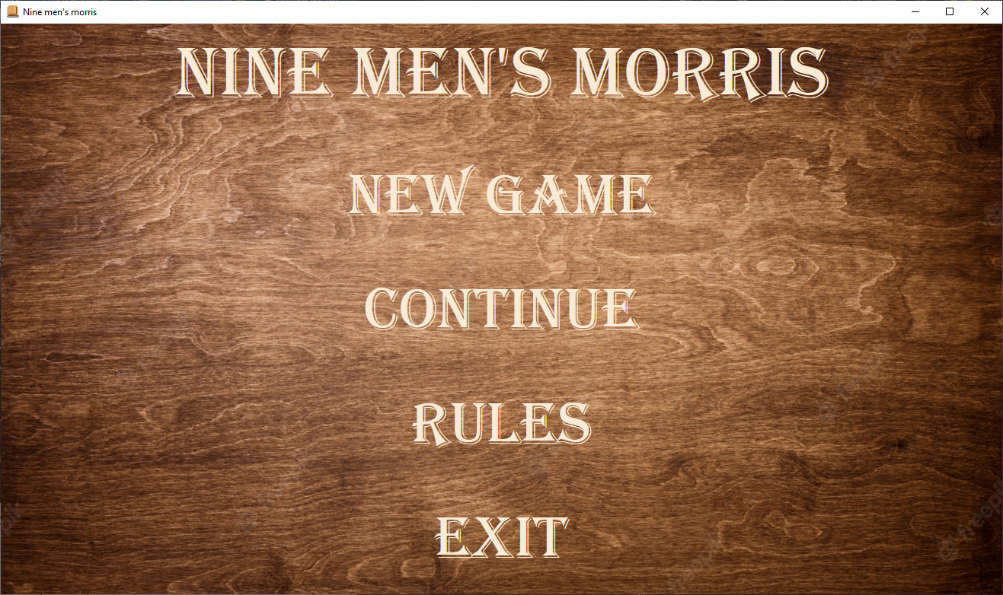 Nine men's morris
NINE MEN'S MORRIS
NEW GAME
CONTINUE
RULES
EXIT